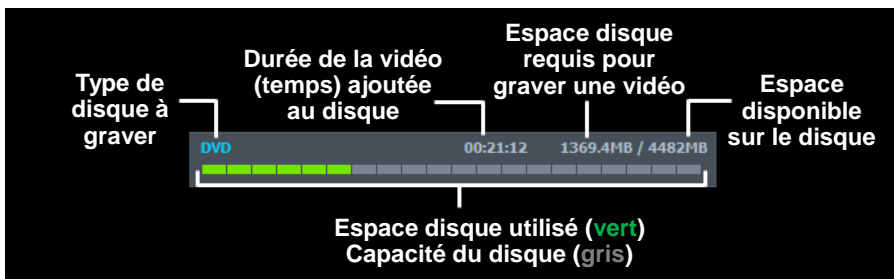 Type de
disque à
graver
Durée de la vidéo
(temps) ajoutée
au disque
Espace disque
requis pour
graver une vidéo
Espace
disponible
sur le disque
DVD 00:21:12 1369.4MB / 4482MB
Espace disque utilisé (vert)
Capacité du disque (gris)